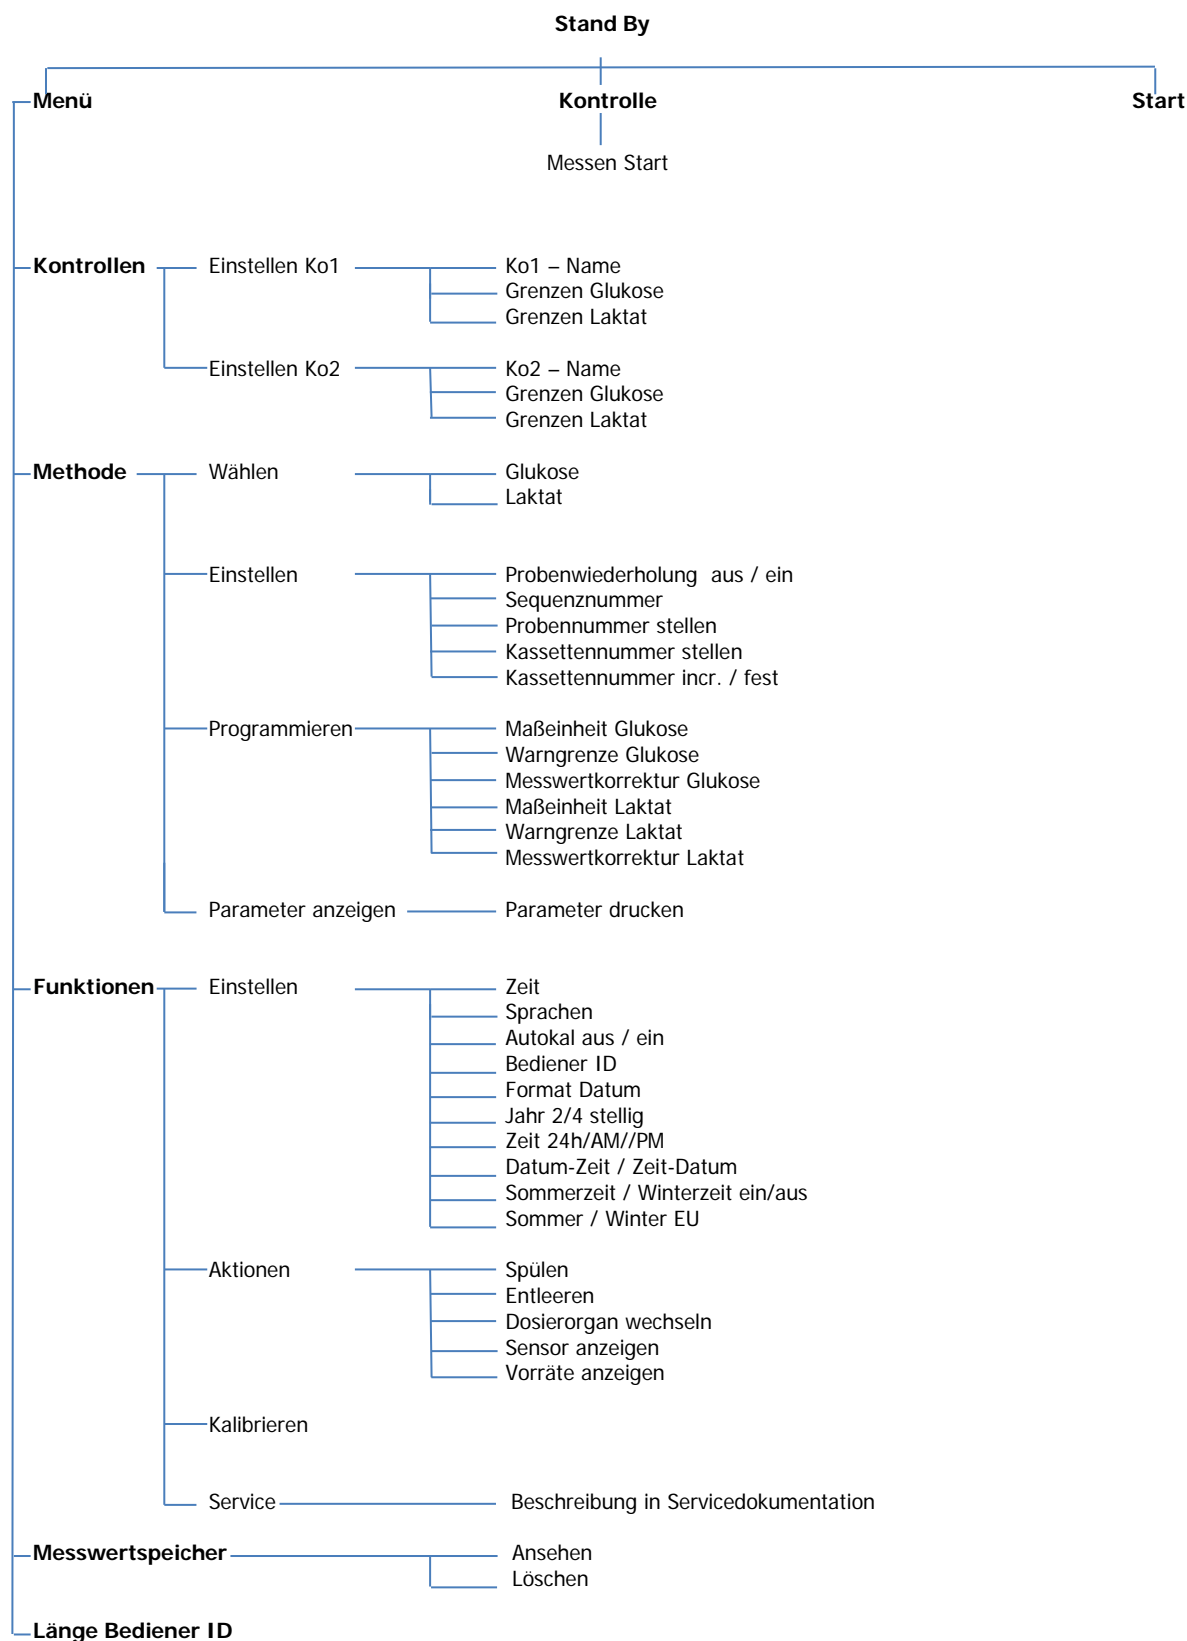 Stand By
Menü Kontrolle Start
Messen Start
Kontrollen Einstellen Ko1 Ko1 – Name
Grenzen Glukose
Grenzen Laktat
Einstellen Ko2 Ko2 – Name
Grenzen Glukose
Grenzen Laktat
Methode Wählen Glukose
Laktat
Einstellen Probenwiederholung aus / ein
Sequenznummer
Probennummer stellen
Kassettennummer stellen
Kassettennummer incr. / fest
Programmieren Maßeinheit Glukose
Warngrenze Glukose
Messwertkorrektur Glukose
Maßeinheit Laktat
Warngrenze Laktat
Messwertkorrektur Laktat
Parameter anzeigen Parameter drucken
Funktionen Einstellen Zeit
Sprachen
Autokal aus / ein
Bediener ID
Format Datum
Jahr 2/4 stellig
Zeit 24h/AM//PM
Datum-Zeit / Zeit-Datum
Sommerzeit / Winterzeit ein/aus
Sommer / Winter EU
Aktionen Spülen
Entleeren
Dosierorgan wechseln
Sensor anzeigen
Vorräte anzeigen
Kalibrieren
Service Beschreibung in Servicedokumentation
Messwertspeicher Ansehen
Löschen
Länge Bediener ID